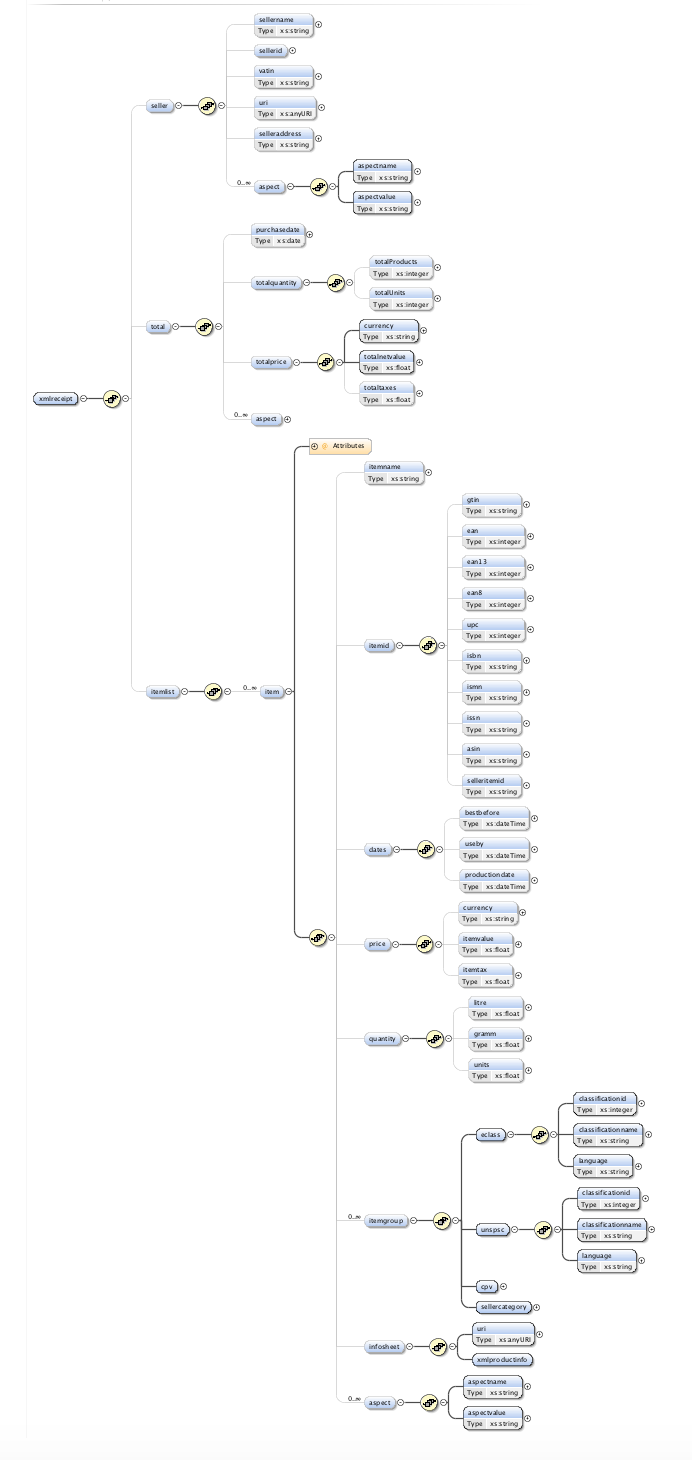 sellername
Type xs:string
sellerid
vatin
Type xs:string
uri
Type xs:anyURI
selleraddress
Type xs:string
seller
0..∞
aspect
aspectname
Type xs:string
aspectvalue
Type xs:string
purchasedate
Type xs:date
totalquantity
totalProducts
Type xs:integer
totalUnits
Type xs:integer
total
totalprice
currency
Type xs:string
totalnetvalue
Type xs:float
totaltaxes
Type xs:float
0..∞
aspect
xmlreceipt
Attributes
itemname
Type xs:string
itemlist
0..∞
item
itemid
gtin
Type xs:string
ean
Type xs:integer
ean13
Type xs:integer
ean8
Type xs:integer
upc
Type xs:integer
isbn
Type xs:string
ismn
Type xs:string
issn
Type xs:string
asin
Type xs:string
selleritemid
Type xs:string
dates
bestbefore
Type xs:dateTime
useby
Type xs:dateTime
productiondate
Type xs:dateTime
price
currency
Type xs:string
itemvalue
Type xs:float
itemtax
Type xs:float
quantity
litre
Type xs:float
gramm
Type xs:float
units
Type xs:float
0..∞
itemgroup
eclass
classificationid
Type xs:integer
classificationname
Type xs:string
language
Type xs:string
unspsc
classificationid
Type xs:integer
classificationname
Type xs:string
language
Type xs:string
cpv
sellercategory
infosheet
uri
Type xs:anyURI
xmlproductinfo
0..∞
aspect
aspectname
Type xs:string
aspectvalue
Type xs:string